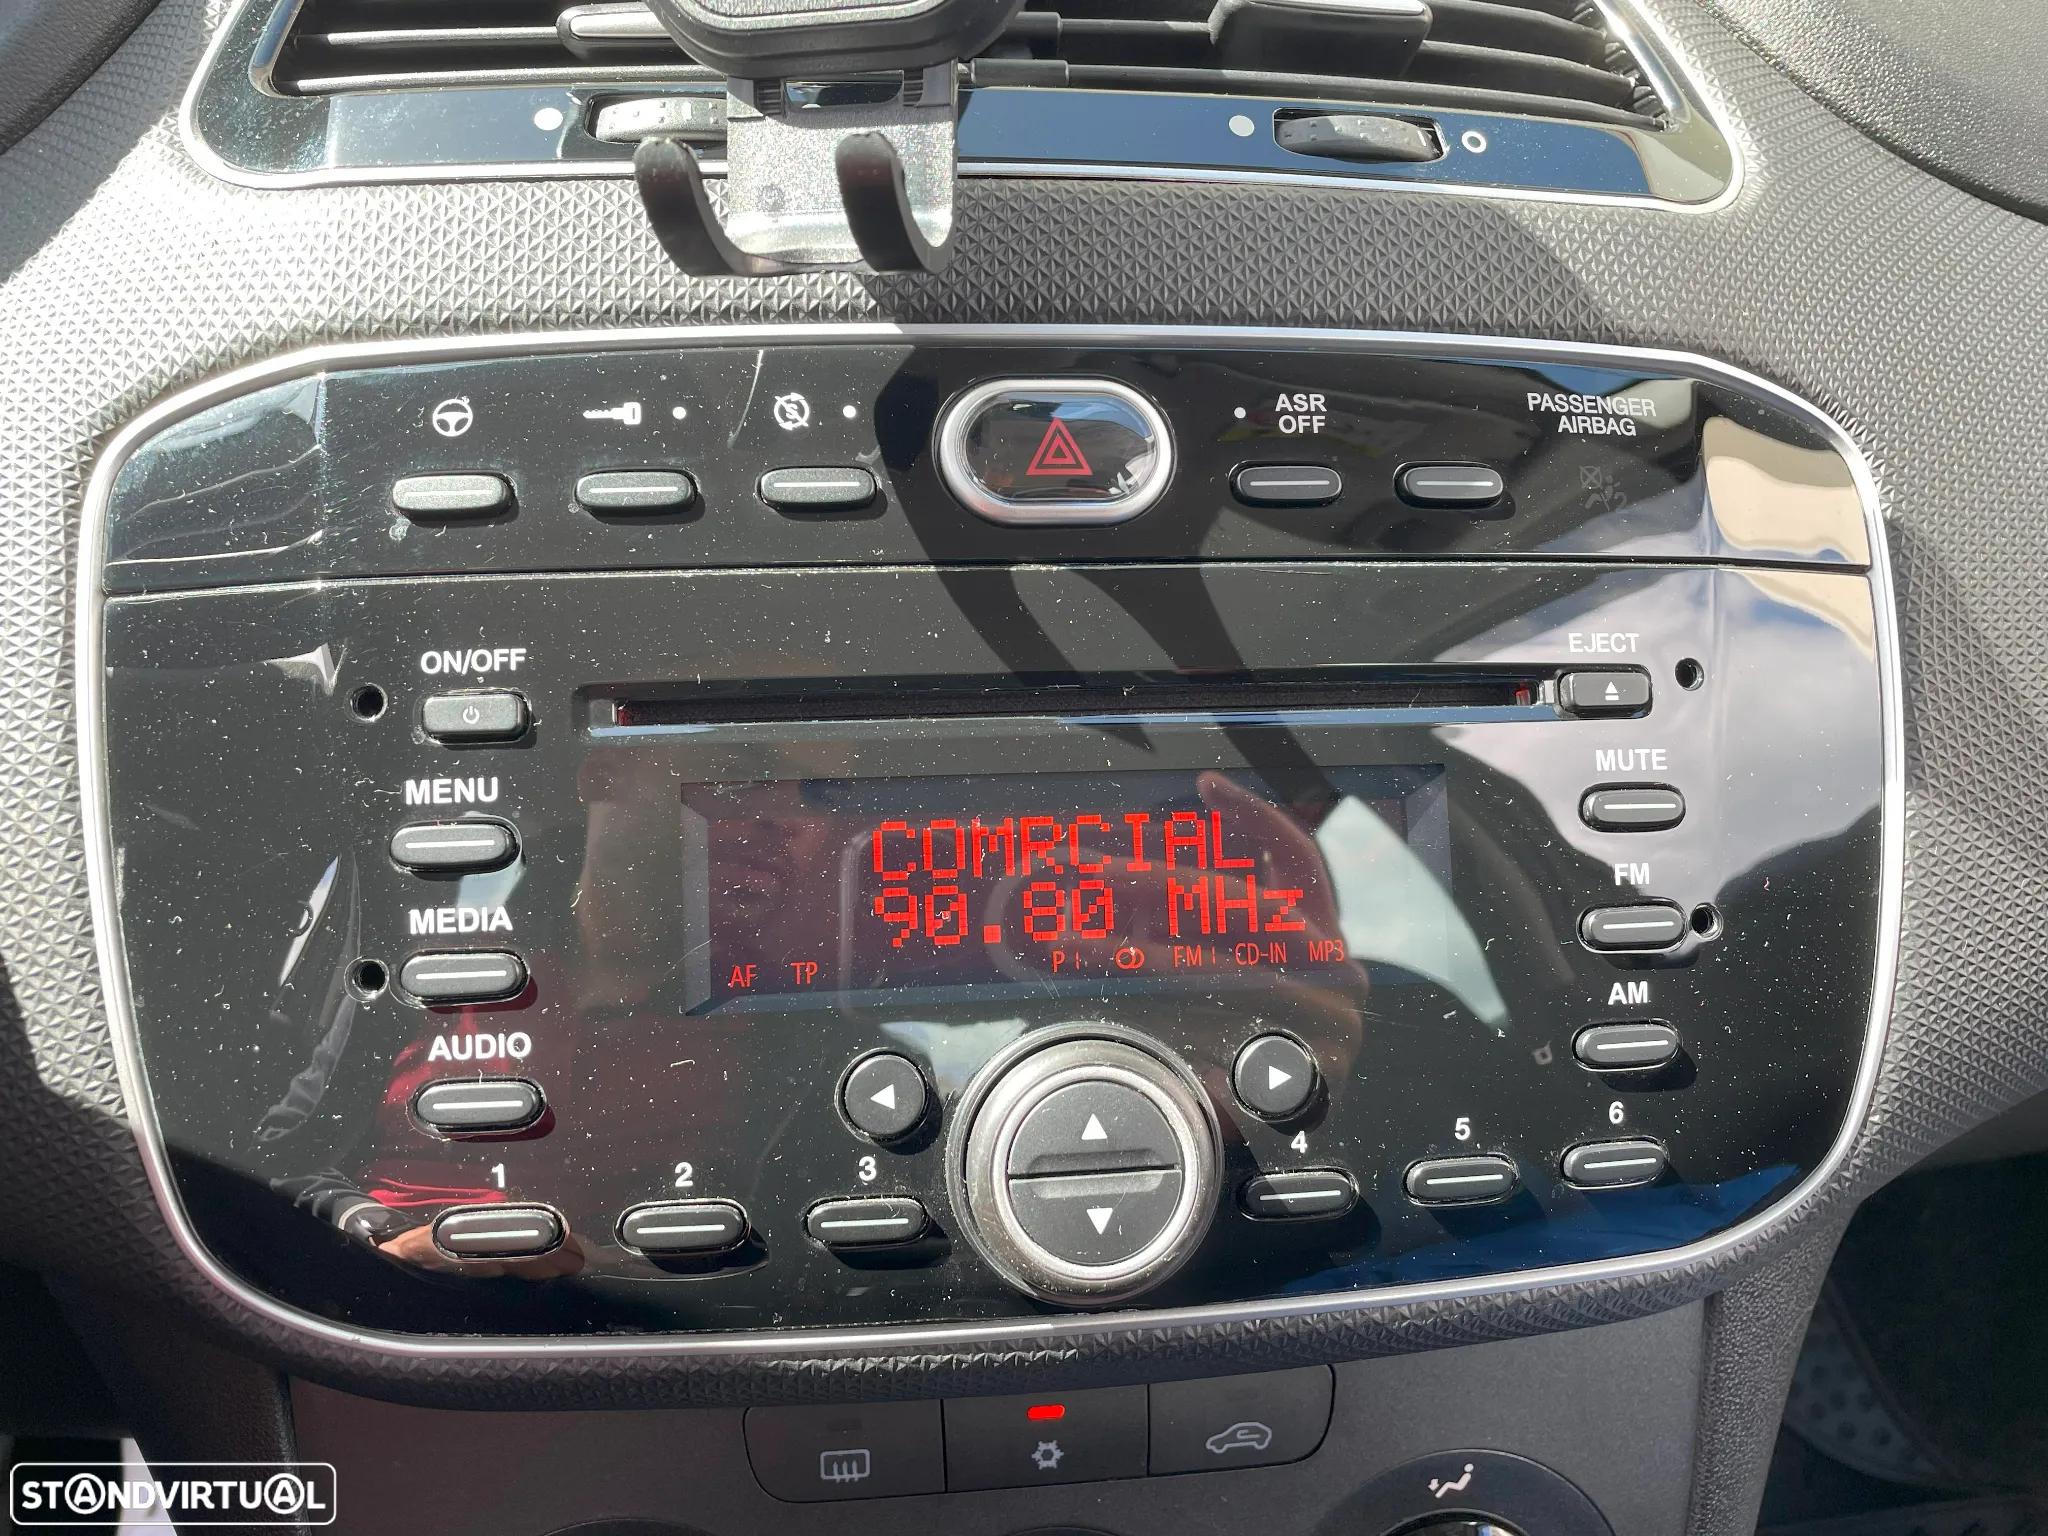 ASR
OFF
PASSENGER
AIRBAG
ON/OFF
EJECT
MENU
MUTE
COMRCIAL
90.80 MHz
FM
MEDIA
AF TP P1 FM1 CD-IN MP3
AM
AUDIO
1 2 3 4 5 6
STANDVIRTUAL